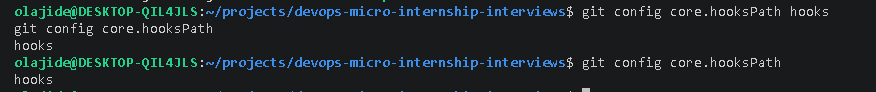 olajide@DESKTOP-QIL4JLS:~/projects/devops-micro-internship-interviews$ git config core.hooksPath hooks
git config core.hooksPath
hooks
olajide@DESKTOP-QIL4JLS:~/projects/devops-micro-internship-interviews$ git config core.hooksPath
hooks